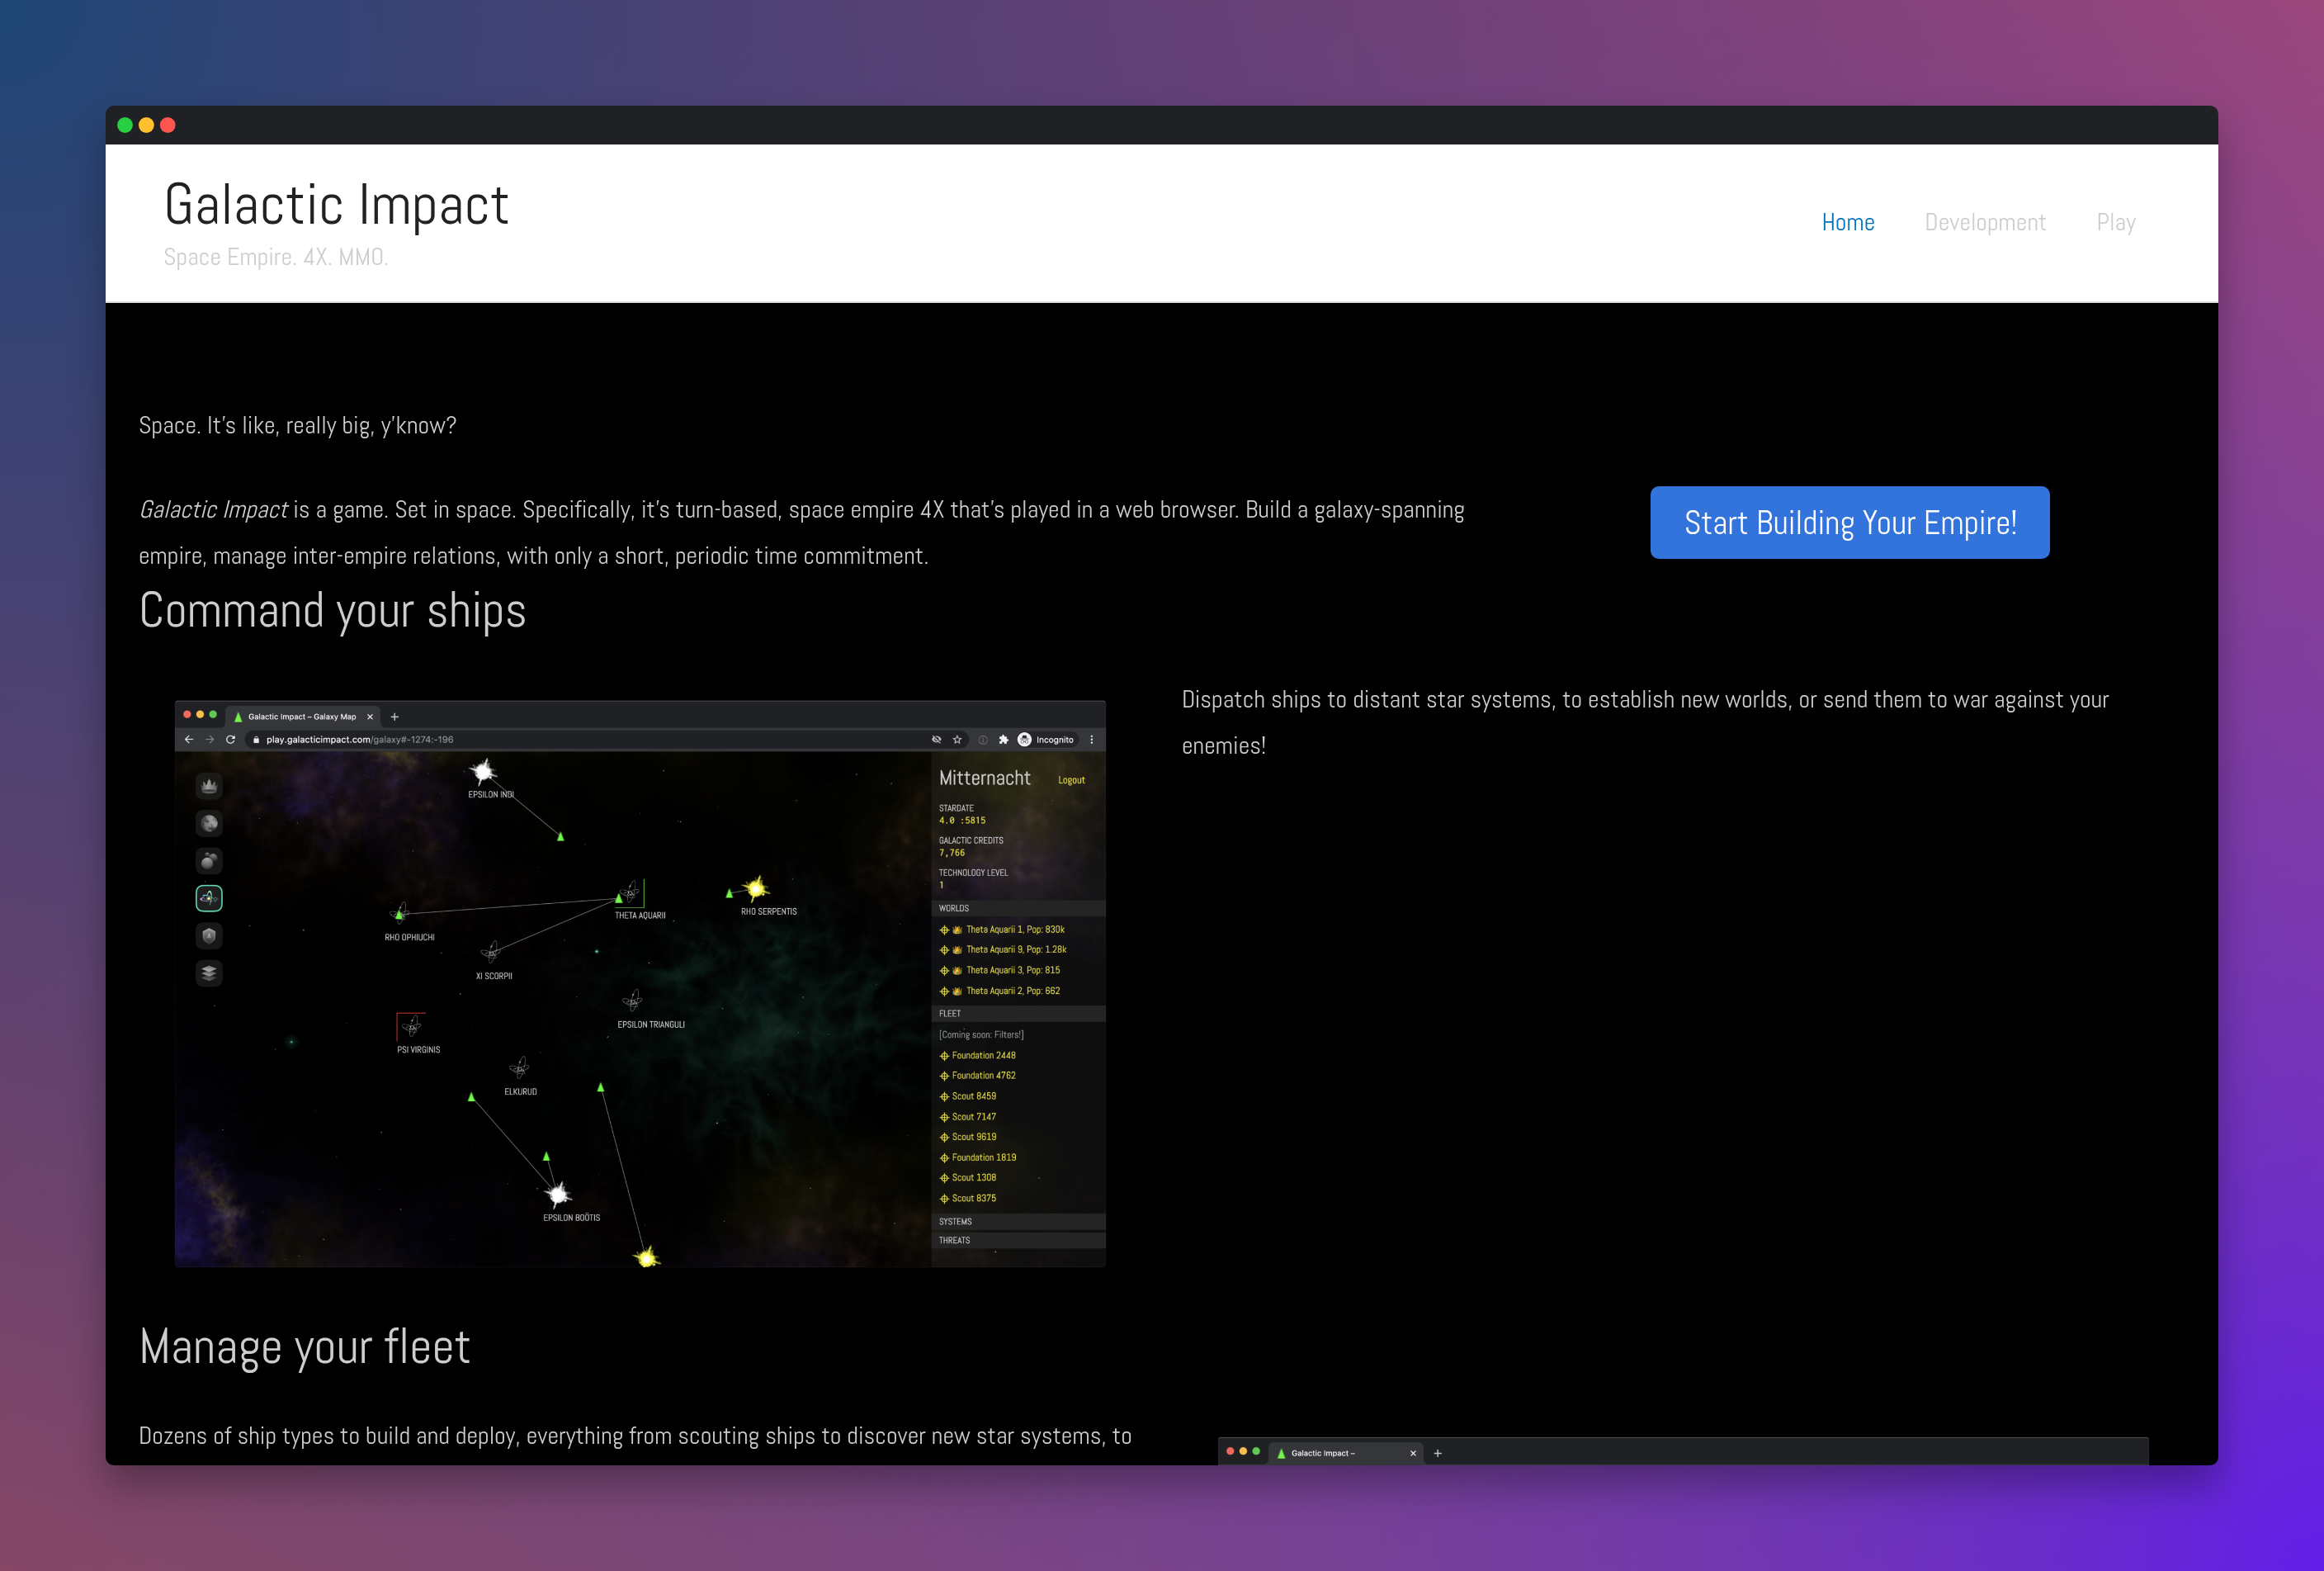 Galactic Impact
Space Empire. 4X. MMO.
Home Development Play
Space. It's like, really big, y'know?
Galactic Impact is a game. Set in space. Specifically, it's turn-based, space empire 4X that's played in a web browser. Build a galaxy-spanning
empire, manage inter-empire relations, with only a short, periodic time commitment.
Start Building Your Empire!
Command your ships
Galactic Impact – Galaxy Map
play.galacticimpact.com/galaxy#-1274:-196
Incognito
EPSILON INDI
THETA AQUARII
RHO SERPENTIS
RHO OPHIUCHI
XI SCORPII
EPSILON TRIANGULI
PSI VIRGINIS
ELKURUD
EPSILON BOÖTIS
Mitternacht
Logout
STARDATE
4.0 :5815
GALACTIC CREDITS
7,766
TECHNOLOGY LEVEL
1
WORLDS
Theta Aquarii 1, Pop: 830k
Theta Aquarii 9, Pop: 1.28k
Theta Aquarii 3, Pop: 815
Theta Aquarii 2, Pop: 662
FLEET
[Coming soon: Filters!]
Foundation 2448
Foundation 4762
Scout 8459
Scout 7147
Scout 9619
Foundation 1819
Scout 1308
Scout 8375
SYSTEMS
THREATS
Dispatch ships to distant star systems, to establish new worlds, or send them to war against your
enemies!
Manage your fleet
Dozens of ship types to build and deploy, everything from scouting ships to discover new star systems, to
Galactic Impact –